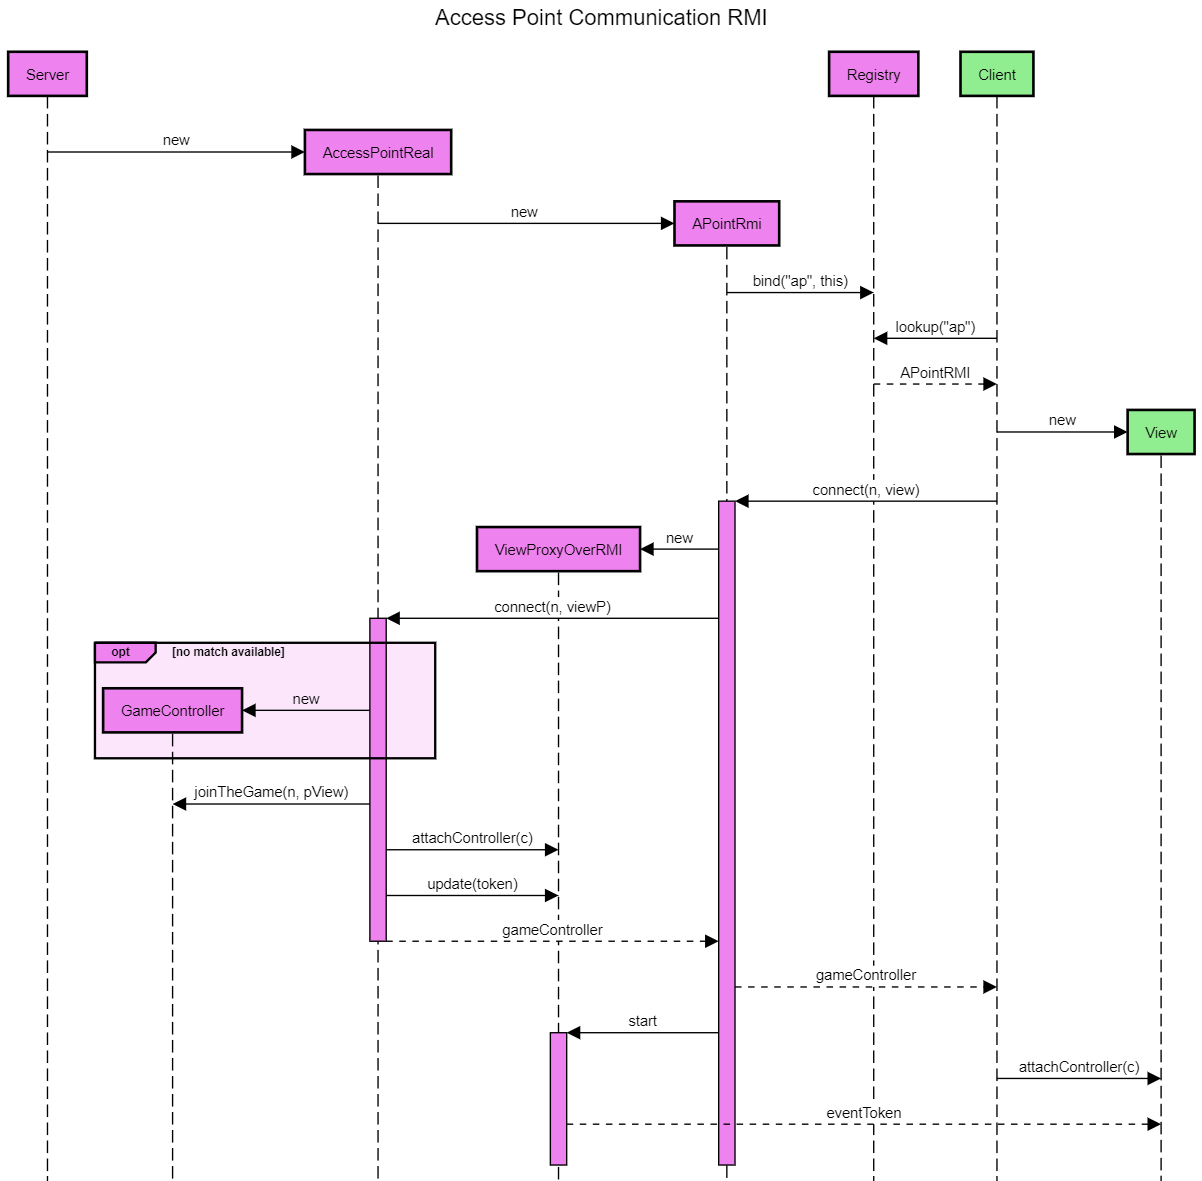 Access Point Communication RMI
Server
Registry
Client
new
AccessPointReal
new
APointRmi
bind("ap", this)
lookup("ap")
APointRMI
new
View
connect(n, view)
new
ViewProxyOverRMI
connect(n, viewP)
opt
[no match available]
new
GameController
joinTheGame(n, pView)
attachController(c)
update(token)
gameController
gameController
start
attachController(c)
eventToken